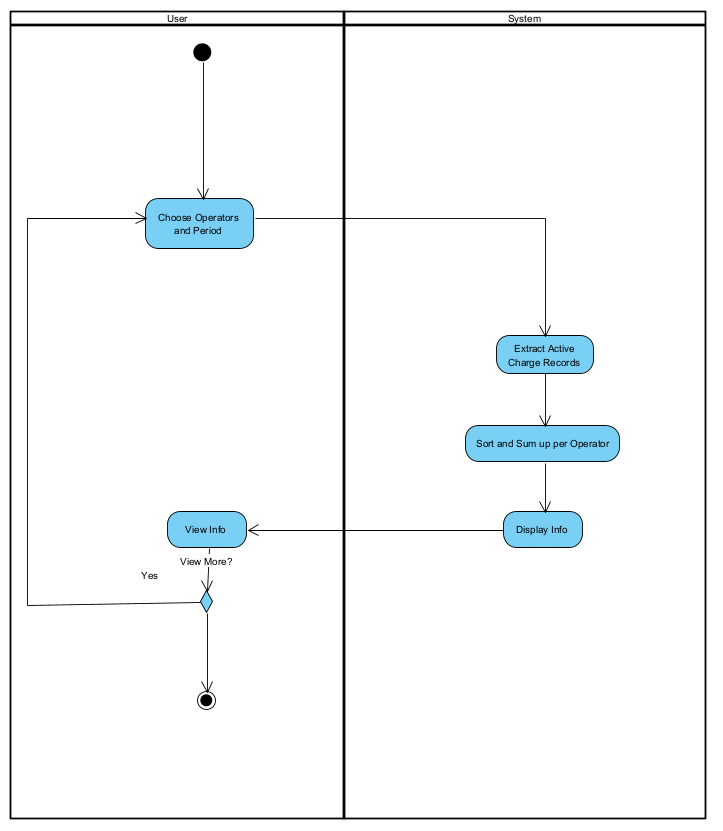 User
System
Choose Operators
and Period
Extract Active
Charge Records
Sort and Sum up per Operator
View Info
Display Info
View More?
Yes